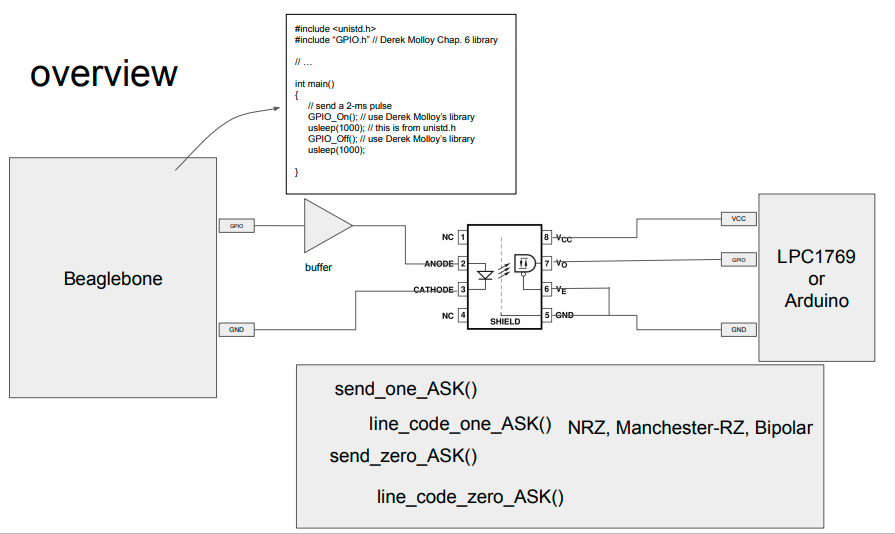 overview
#include <unistd.h>
#include "GPIO.h" // Derek Molloy Chap. 6 library
// ...
int main()
{
// send a 2-ms pulse
GPIO_On(); // use Derek Molloy's library
usleep(1000); // this is from unistd.h
GPIO_Off(); // use Derek Molloy's library
usleep(1000);
}
Beaglebone
GPIO
GND
buffer
NC 1
ANODE 2
CATHODE 3
NC 4
8 VCC
7 VO
6 VE
5 GND
SHIELD
VCC
GPIO
GND
LPC1769
or
Arduino
send_one_ASK()
line_code_one_ASK() NRZ, Manchester-RZ, Bipolar
send_zero_ASK()
line_code_zero_ASK()